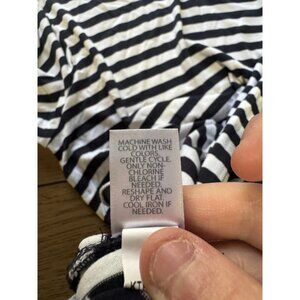 MACHINE WASH
COLD WITH LIKE
COLORS,
GENTLE CYCLE.
ONLY NON-
CHLORINE
BLEACH IF
NEEDED.
RESHAPE AND
DRY FLAT.
COOL IRON IF
NEEDED.